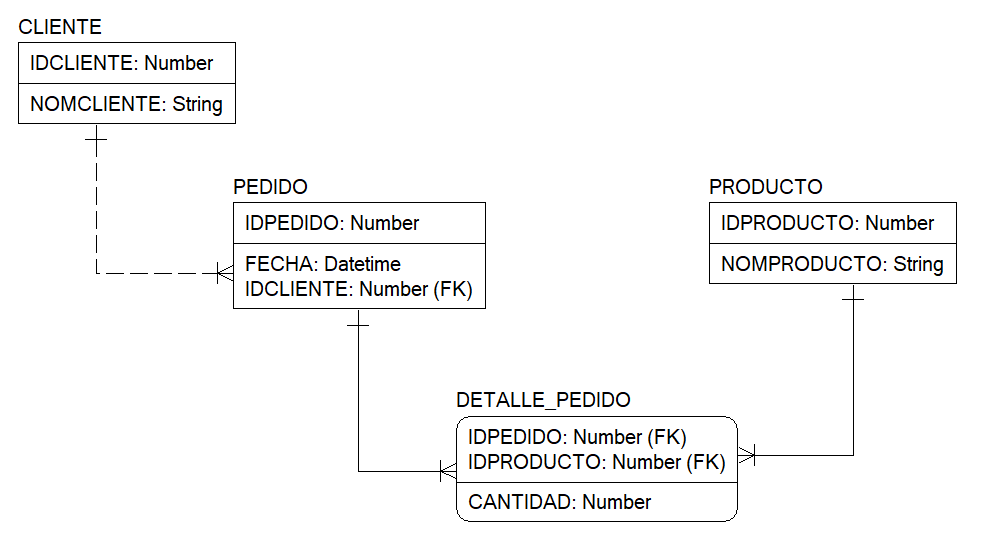 CLIENTE
IDCLIENTE: Number
NOMCLIENTE: String
PEDIDO
IDPEDIDO: Number
FECHA: Datetime
IDCLIENTE: Number (FK)
PRODUCTO
IDPRODUCTO: Number
NOMPRODUCTO: String
DETALLE_PEDIDO
IDPEDIDO: Number (FK)
IDPRODUCTO: Number (FK)
CANTIDAD: Number